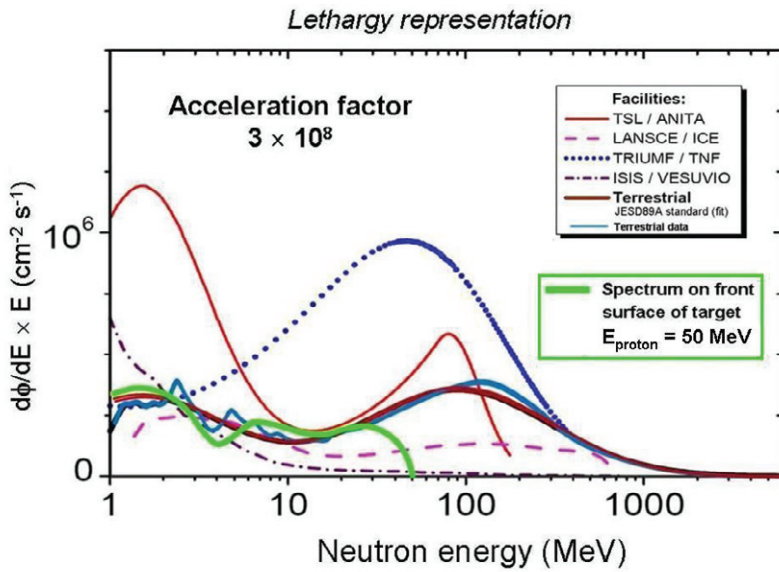 Lethargy representation
Acceleration factor
3 × 10⁸
Facilities:
TSL / ANITA
LANSCE / ICE
TRIUMF / TNF
ISIS / VESUVIO
Terrestrial
JESD89A standard (fit)
Terrestrial data
Spectrum on front
surface of target
E_proton = 50 MeV
dϕ/dE × E (cm⁻² s⁻¹)
10⁶
0
1
10
100
1000
Neutron energy (MeV)